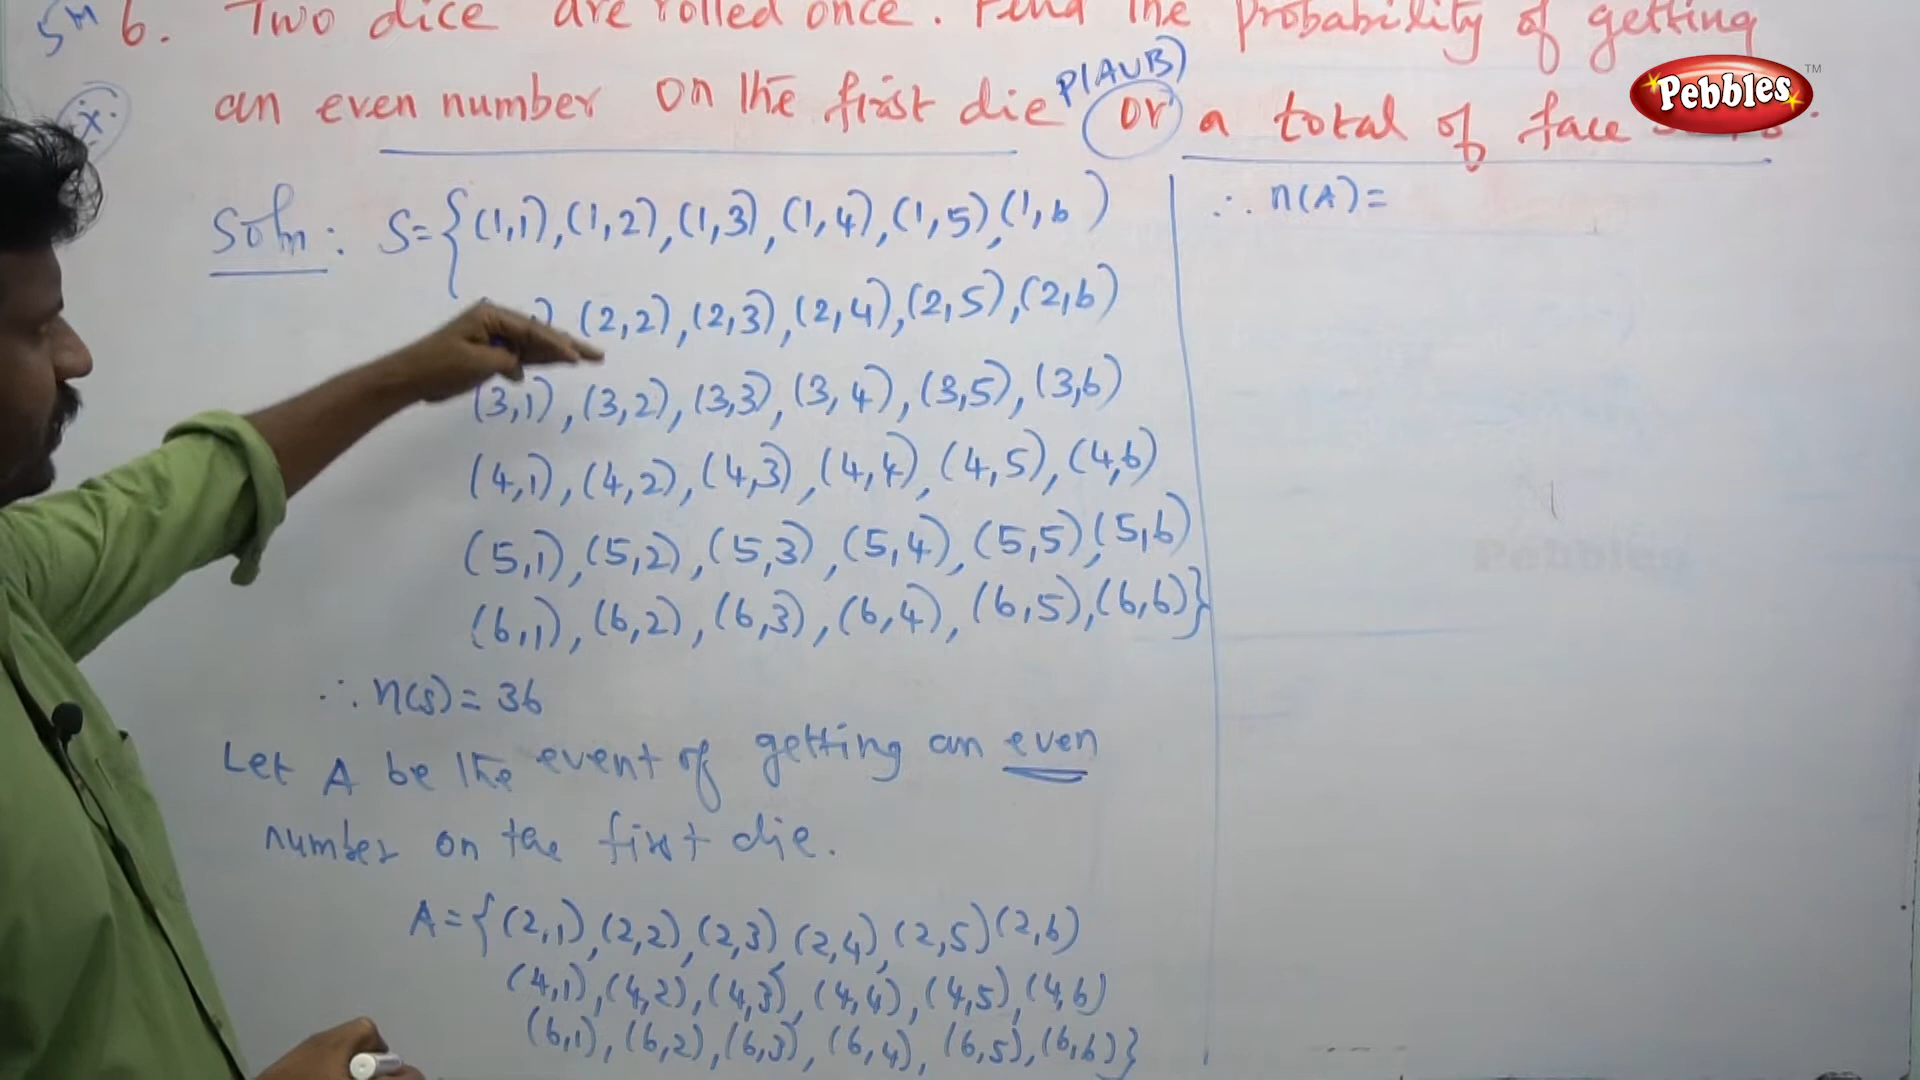 5m 6. Two dice are rolled once. Find the probability of getting
an even number on the first die or a total of face
P(A∪B)
x
Pebbles™
Soln: S={(1,1),(1,2),(1,3),(1,4),(1,5),(1,6)
(2,2),(2,3),(2,4),(2,5),(2,6)
(3,1),(3,2),(3,3),(3,4),(3,5),(3,6)
(4,1),(4,2),(4,3),(4,4),(4,5),(4,6)
(5,1),(5,2),(5,3),(5,4),(5,5),(5,6)
(6,1),(6,2),(6,3),(6,4),(6,5),(6,6)}
∴ n(s)=36
Let A be the event of getting an even
number on the first die.
A={(2,1),(2,2),(2,3),(2,4),(2,5)(2,6)
(4,1),(4,2),(4,3),(4,4),(4,5),(4,6)
(6,1),(6,2),(6,3),(6,4),(6,5),(6,6)}
∴ n(A)=
Pebbles